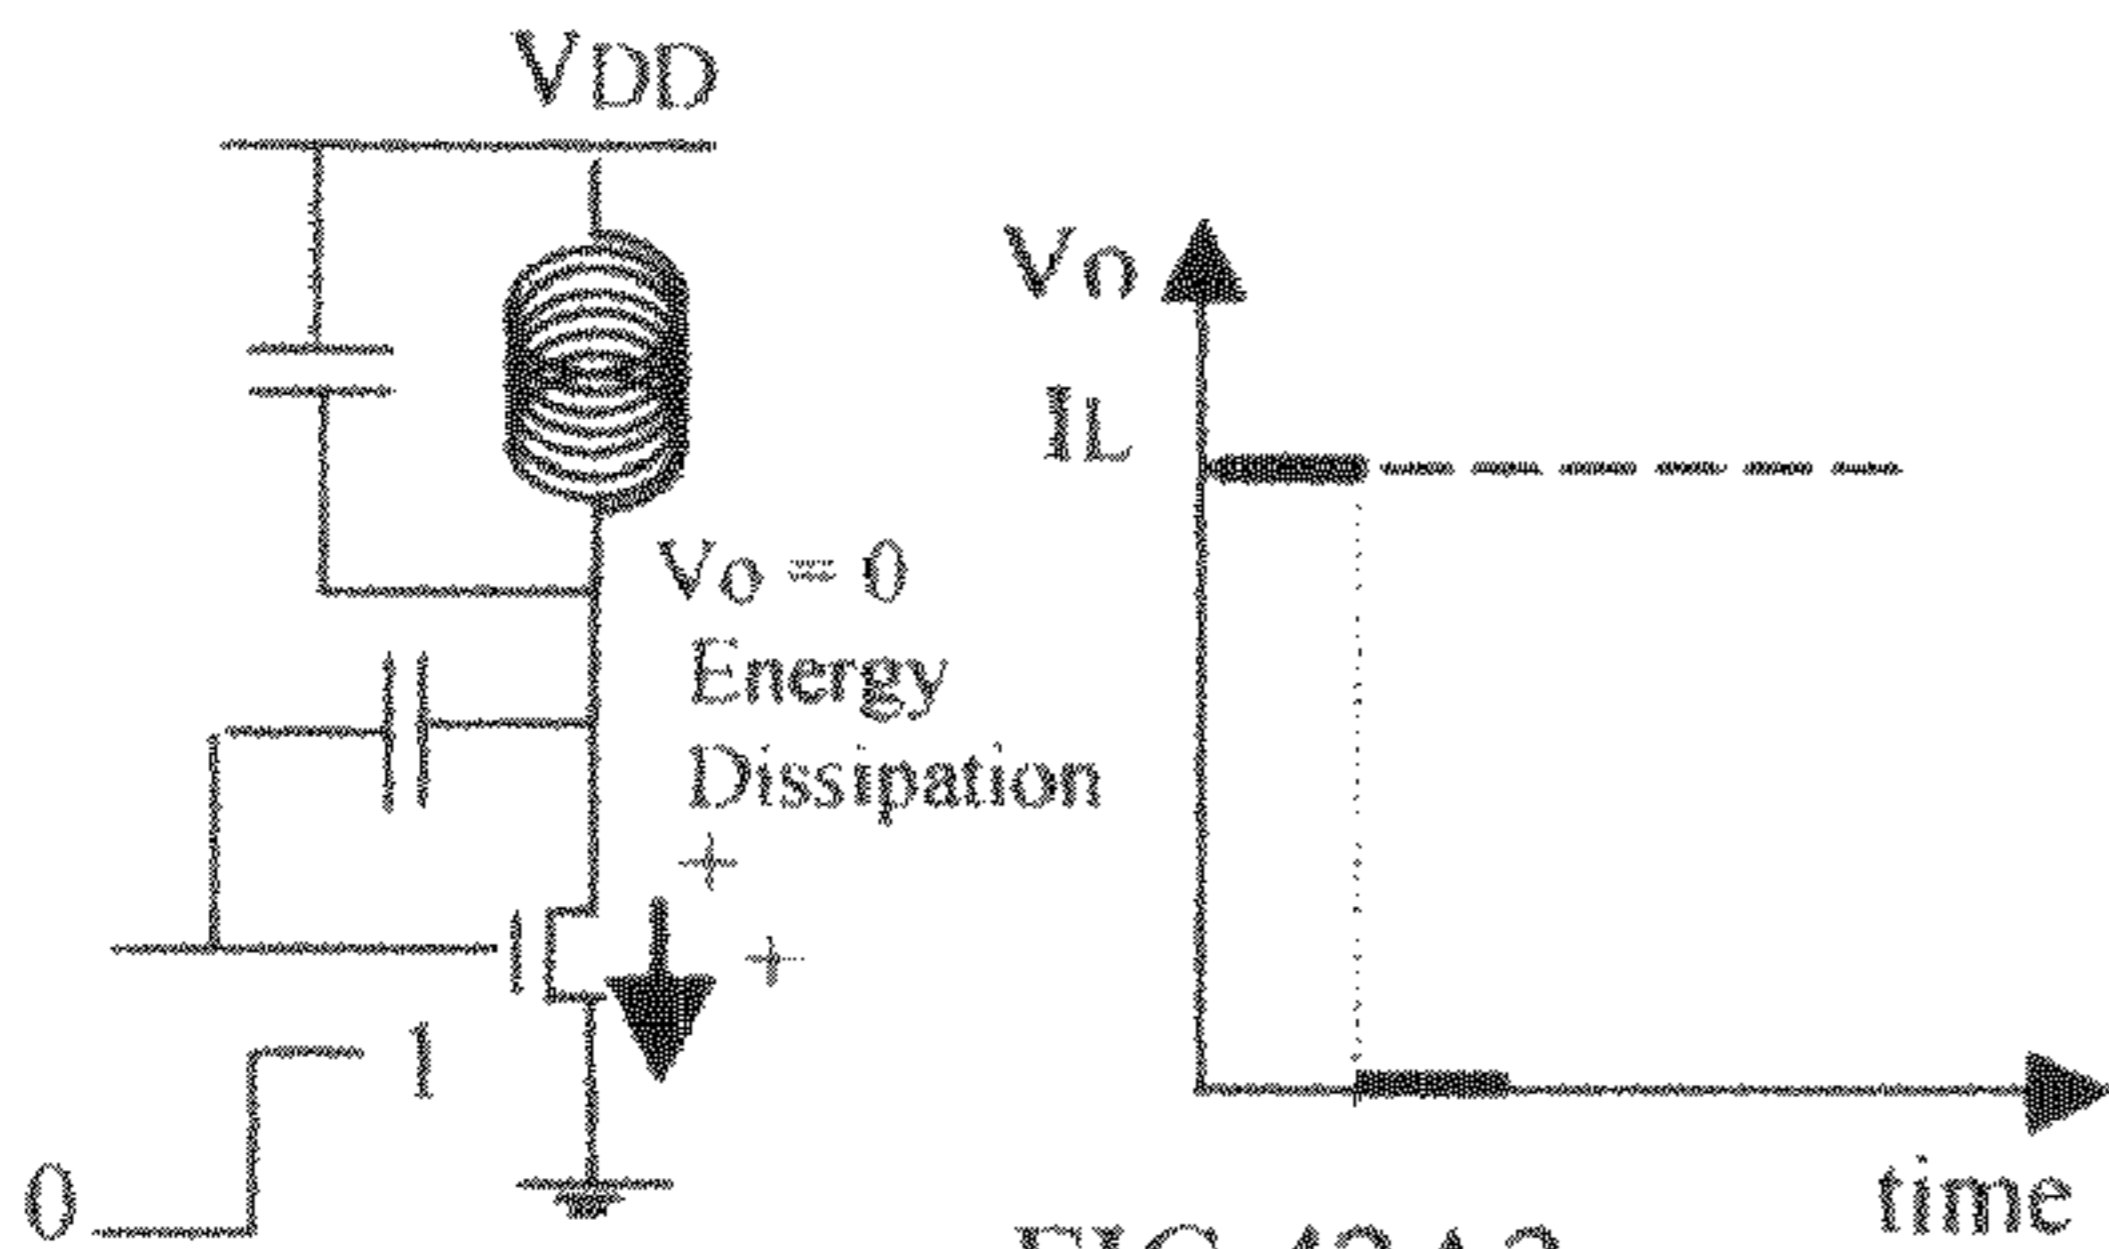 VDD
Vo
IL
Vo = 0
Energy
Dissipation
+
+
1
0
time